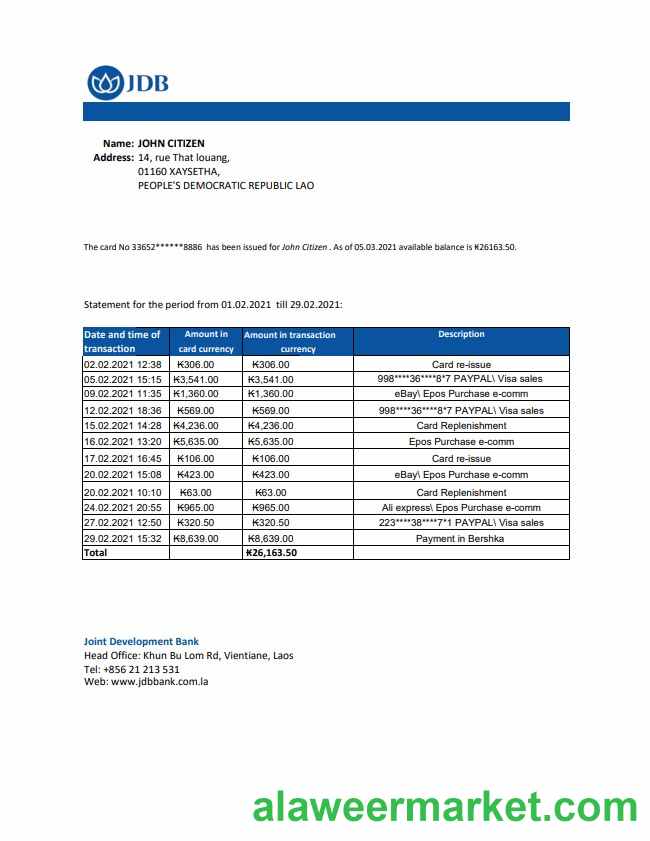 JDB
Name: JOHN CITIZEN
Address: 14, rue That louang,
01160 XAYSETHA,
PEOPLE'S DEMOCRATIC REPUBLIC LAO
The card No 33652******8886 has been issued for John Citizen . As of 05.03.2021 available balance is ₭26163.50.
Statement for the period from 01.02.2021 till 29.02.2021:
Date and time of transaction Amount in card currency Amount in transaction currency Description
02.02.2021 12:38 ₭306.00 ₭306.00 Card re-issue
05.02.2021 15:15 ₭3,541.00 ₭3,541.00 998****36****8*7 PAYPAL\ Visa sales
09.02.2021 11:35 ₭1,360.00 ₭1,360.00 eBay\ Epos Purchase e-comm
12.02.2021 18:36 ₭569.00 ₭569.00 998****36****8*7 PAYPAL\ Visa sales
15.02.2021 14:28 ₭4,236.00 ₭4,236.00 Card Replenishment
16.02.2021 13:20 ₭5,635.00 ₭5,635.00 Epos Purchase e-comm
17.02.2021 16:45 ₭106.00 ₭106.00 Card re-issue
20.02.2021 15:08 ₭423.00 ₭423.00 eBay\ Epos Purchase e-comm
20.02.2021 10:10 ₭63.00 ₭63.00 Card Replenishment
24.02.2021 20:55 ₭965.00 ₭965.00 Ali express\ Epos Purchase e-comm
27.02.2021 12:50 ₭320.50 ₭320.50 223****38****7*1 PAYPAL\ Visa sales
29.02.2021 15:32 ₭8,639.00 ₭8,639.00 Payment in Bershka
Total ₭26,163.50
Joint Development Bank
Head Office: Khun Bu Lom Rd, Vientiane, Laos
Tel: +856 21 213 531
Web: www.jdbbank.com.la
alaweermarket.com